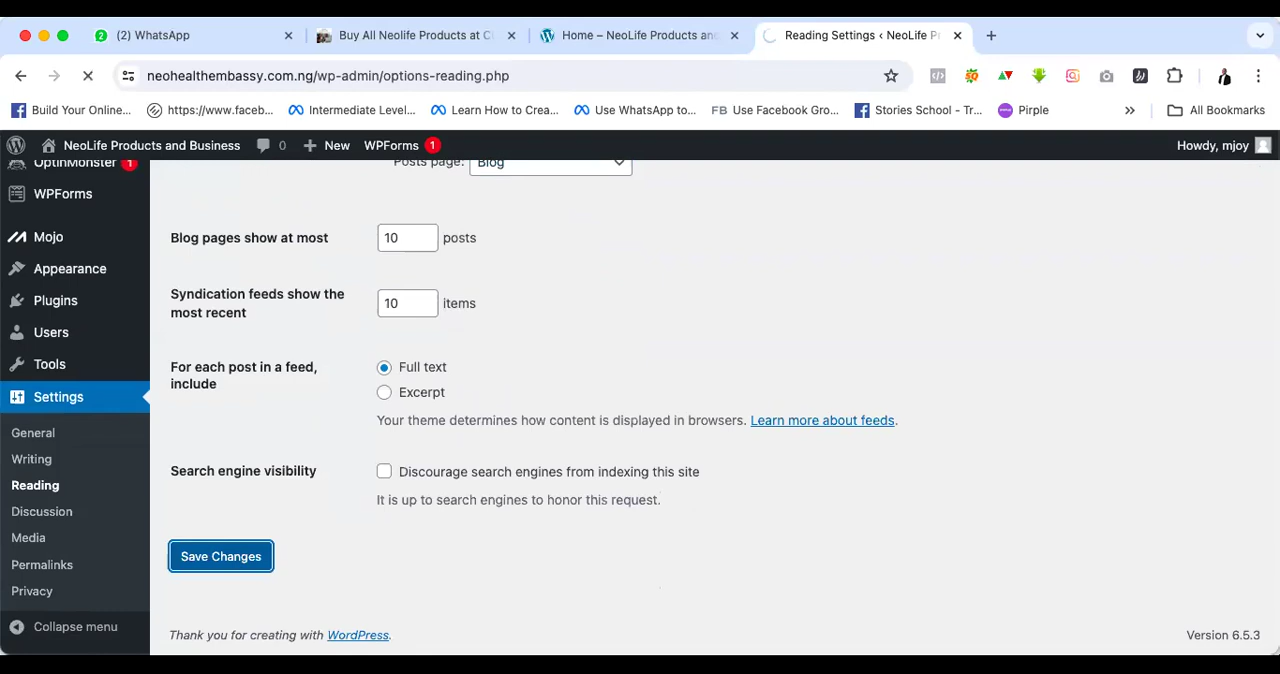 2 (2) WhatsApp Buy All Neolife Products at C Home – NeoLife Products and Reading Settings ‹ NeoLife P
neohealthembassy.com.ng/wp-admin/options-reading.php
Build Your Online... https://www.faceb... Intermediate Level... Learn How to Crea... Use WhatsApp to... FB Use Facebook Gro... Stories School - Tr... Pirple » All Bookmarks
NeoLife Products and Business 0 New WPForms 1 Howdy, mjoy
OptinMonster 1
Posts page: Blog
WPForms
Mojo
Appearance
Plugins
Users
Tools
Settings
General
Writing
Reading
Discussion
Media
Permalinks
Privacy
Collapse menu
Blog pages show at most 10 posts
Syndication feeds show the
most recent
10 items
For each post in a feed,
include
Full text
Excerpt
Your theme determines how content is displayed in browsers. Learn more about feeds.
Search engine visibility Discourage search engines from indexing this site
It is up to search engines to honor this request.
Save Changes
Thank you for creating with WordPress. Version 6.5.3